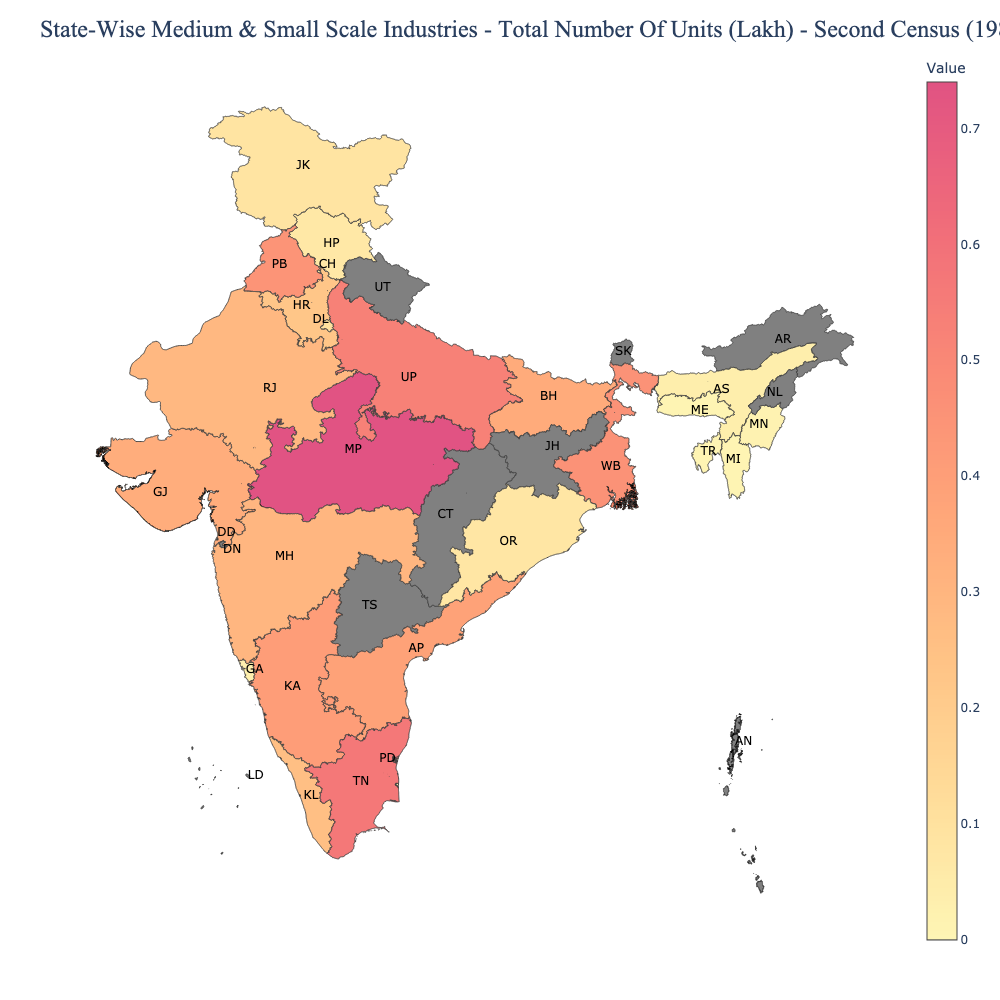 State-Wise Medium & Small Scale Industries - Total Number Of Units (Lakh) - Second Census (198
Value
0.7
0.6
0.5
0.4
0.3
0.2
0.1
0
JK
HP
PB
CH
UT
HR
DL
AR
SK
RJ
UP
BH
AS
NL
ME
MN
MP
JH
TR
MI
WB
GJ
CT
DD
DN
MH
OR
TS
AP
GA
KA
AN
PD
LD
TN
KL